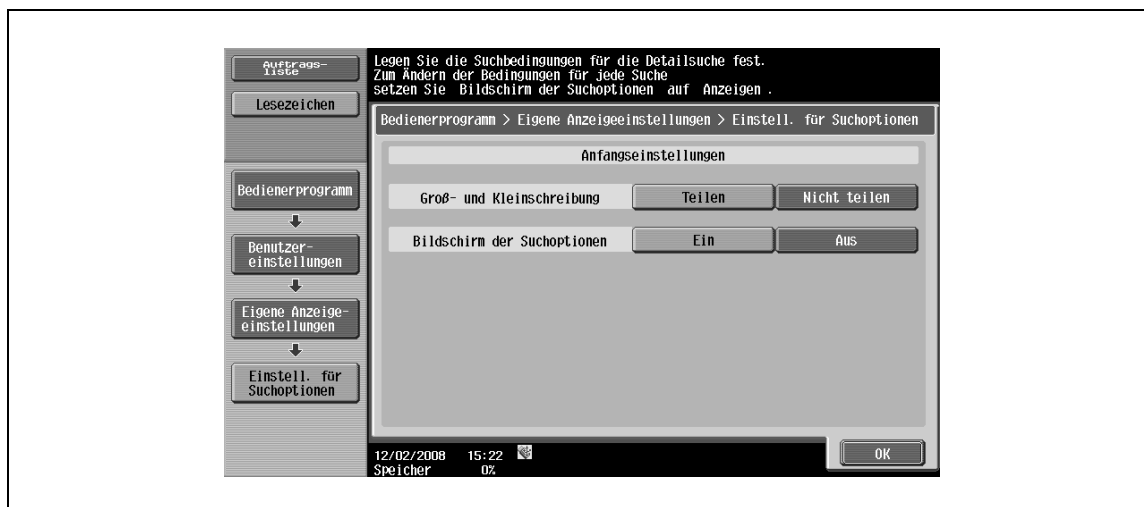 Auftrags-
liste
Lesezeichen
Legen Sie die Suchbedingungen für die Detailsuche fest.
Zum Ändern der Bedingungen für jede Suche
setzen Sie Bildschirm der Suchoptionen auf Anzeigen .
Bedienerprogramm > Eigene Anzeigeeinstellungen > Einstell. für Suchoptionen
Anfangseinstellungen
Bedienerprogramm
Groß- und Kleinschreibung Teilen Nicht teilen
Benutzer-
einstellungen
Bildschirm der Suchoptionen Ein Aus
Eigene Anzeige-
einstellungen
Einstell. für
Suchoptionen
12/02/2008 15:22
Speicher 0%
OK